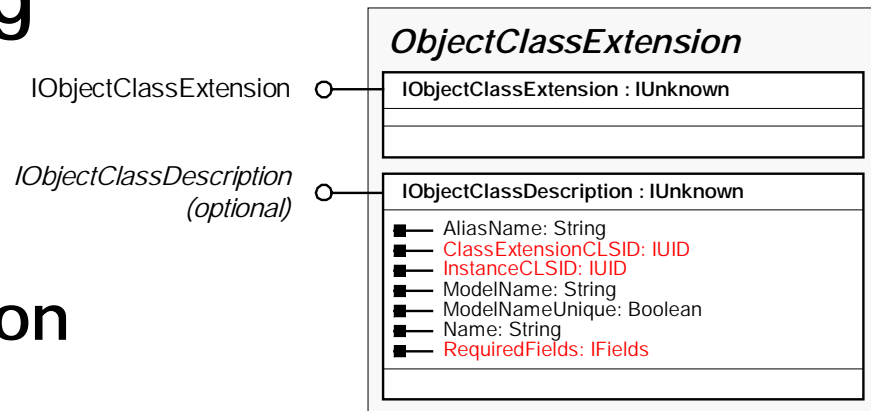 g
ObjectClassExtension
IObjectClassExtension
IObjectClassExtension : IUnknown
IObjectClassDescription
(optional)
IObjectClassDescription : IUnknown
AliasName: String
ClassExtensionCLSID: IUID
InstanceCLSID: IUID
ModelName: String
ModelNameUnique: Boolean
Name: String
RequiredFields: IFields
on